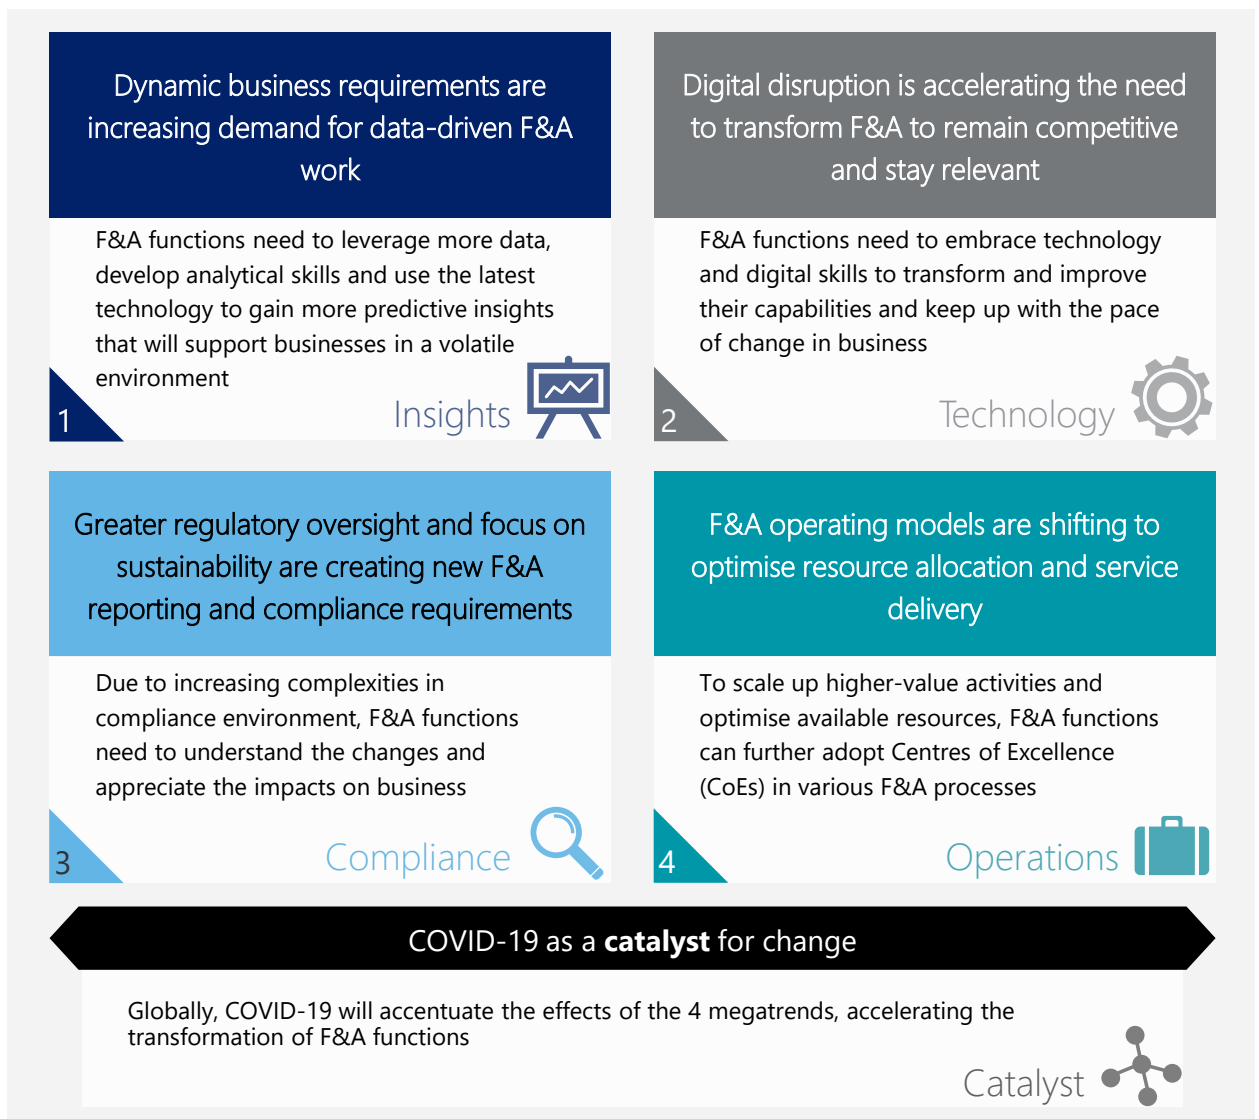 Dynamic business requirements are
increasing demand for data-driven F&A
work
F&A functions need to leverage more data,
develop analytical skills and use the latest
technology to gain more predictive insights
that will support businesses in a volatile
environment
1
Insights
Digital disruption is accelerating the need
to transform F&A to remain competitive
and stay relevant
F&A functions need to embrace technology
and digital skills to transform and improve
their capabilities and keep up with the pace
of change in business
2
Technology
Greater regulatory oversight and focus on
sustainability are creating new F&A
reporting and compliance requirements
Due to increasing complexities in
compliance environment, F&A functions
need to understand the changes and
appreciate the impacts on business
3
Compliance
F&A operating models are shifting to
optimise resource allocation and service
delivery
To scale up higher-value activities and
optimise available resources, F&A functions
can further adopt Centres of Excellence
(CoEs) in various F&A processes
4
Operations
COVID-19 as a catalyst for change
Globally, COVID-19 will accentuate the effects of the 4 megatrends, accelerating the
transformation of F&A functions
Catalyst